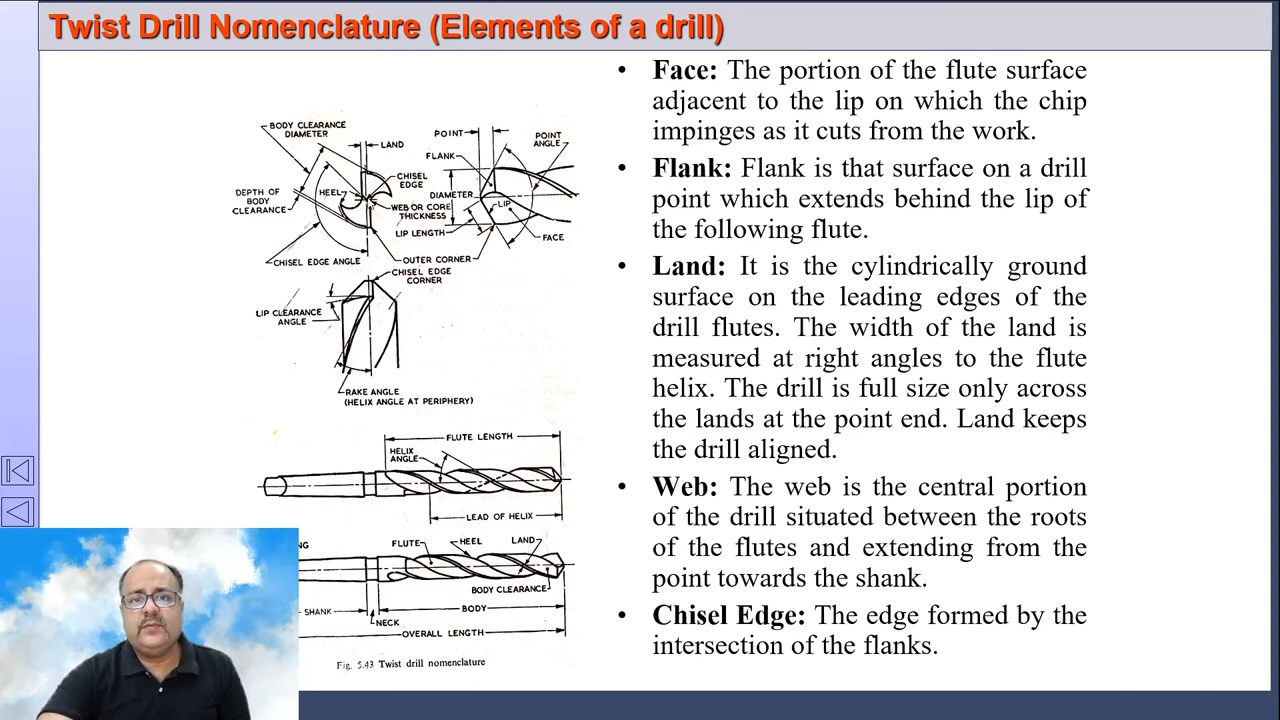 Twist Drill Nomenclature (Elements of a drill)
BODY CLEARANCE
DIAMETER
LAND
CHISEL
EDGE
HEEL
DEPTH OF
BODY
CLEARANCE
WEB OR CORE
THICKNESS
CHISEL EDGE ANGLE
OUTER CORNER
POINT
POINT
ANGLE
FLANK
DIAMETER
LIP
LIP LENGTH
FACE
CHISEL EDGE
CORNER
LIP CLEARANCE
ANGLE
RAKE ANGLE
(HELIX ANGLE AT PERIPHERY)
FLUTE LENGTH
HELIX
ANGLE
LEAD OF HELIX
NG
FLUTE
HEEL
LAND
BODY CLEARANCE
SHANK
BODY
NECK
OVERALL LENGTH
Fig. 5.43 Twist drill nomenclature
• Face: The portion of the flute surface
adjacent to the lip on which the chip
impinges as it cuts from the work.
• Flank: Flank is that surface on a drill
point which extends behind the lip of
the following flute.
• Land: It is the cylindrically ground
surface on the leading edges of the
drill flutes. The width of the land is
measured at right angles to the flute
helix. The drill is full size only across
the lands at the point end. Land keeps
the drill aligned.
• Web: The web is the central portion
of the drill situated between the roots
of the flutes and extending from the
point towards the shank.
• Chisel Edge: The edge formed by the
intersection of the flanks.